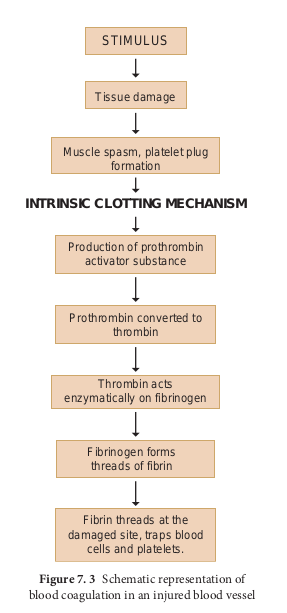 STIMULUS
Tissue damage
Muscle spasm, platelet plug
formation
INTRINSIC CLOTTING MECHANISM
Production of prothrombin
activator substance
Prothrombin converted to
thrombin
Thrombin acts
enzymatically on fibrinogen
Fibrinogen forms
threads of fibrin
Fibrin threads at the
damaged site, traps blood
cells and platelets.
Figure 7. 3 Schematic representation of
blood coagulation in an injured blood vessel